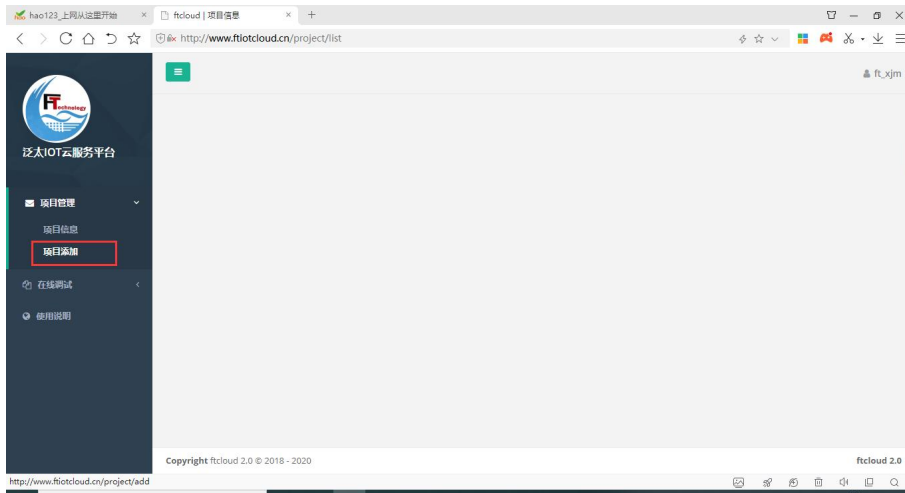 hao123_上网从这里开始
ftcloud | 项目信息
http://www.ftiotcloud.cn/project/list
ft_xjm
FTechnology
泛太IOT云服务平台
项目管理
项目信息
项目添加
在线调试
使用说明
Copyright ftcloud 2.0 © 2018 - 2020
ftcloud 2.0
http://www.ftiotcloud.cn/project/add